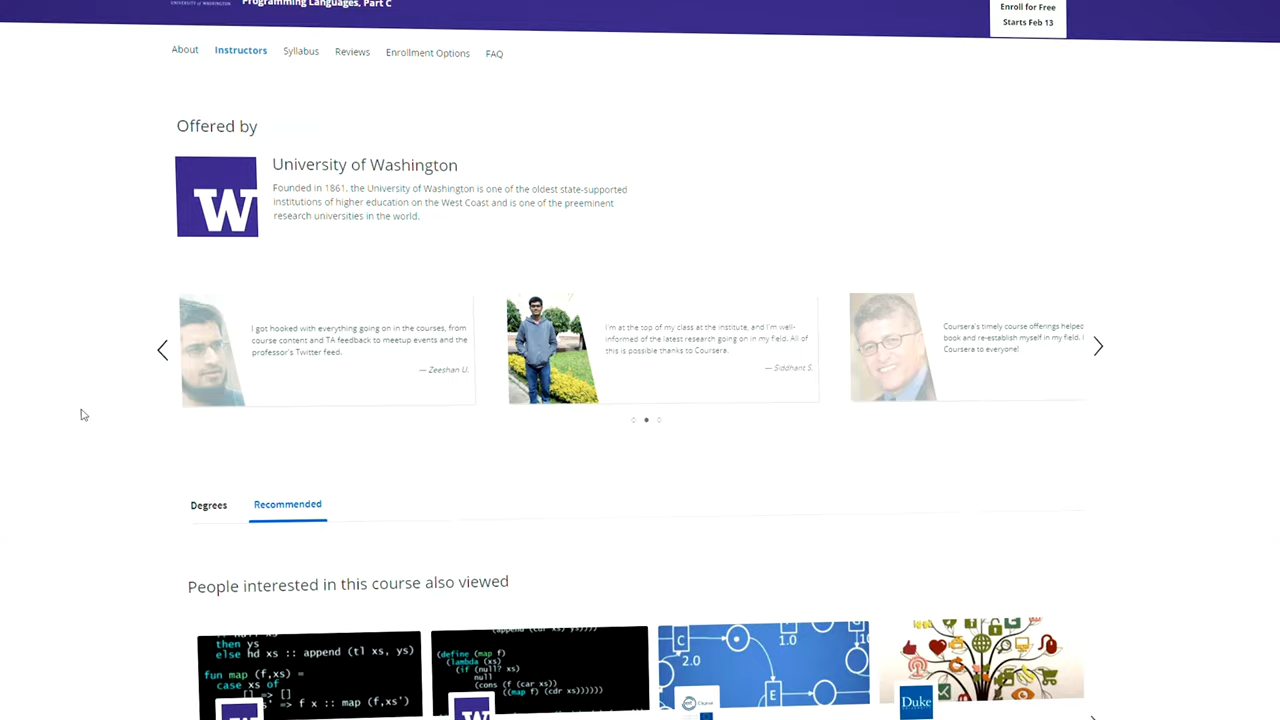 UNIVERSITY of WASHINGTON
Programming Languages, Part C
Enroll for Free
Starts Feb 13
About Instructors Syllabus Reviews Enrollment Options FAQ
Offered by
W
University of Washington
Founded in 1861, the University of Washington is one of the oldest state-supported
institutions of higher education on the West Coast and is one of the preeminent
research universities in the world.
I got hooked with everything going on in the courses, from
course content and TA feedback to meetup events and the
professor's Twitter feed.
— Zeeshan U.
I'm at the top of my class at the institute, and I'm well-
informed of the latest research going on in my field. All of
this is possible thanks to Coursera.
— Siddhant S.
Coursera's timely course offerings helped
book and re-establish myself in my field. I
Coursera to everyone!
Degrees Recommended
People interested in this course also viewed
then ys
else hd xs :: append (tl xs, ys)
fun map (f,xs) =
case xs of
[] => []
=> f x :: map (f,xs')
W
(append (cdr xs) ys))))
(define (map f)
(lambda (xs)
(if (null? xs)
null
(cons (f (car xs))
((map f) (cdr xs))))))
W
C
1.0
2.0
E
Duke